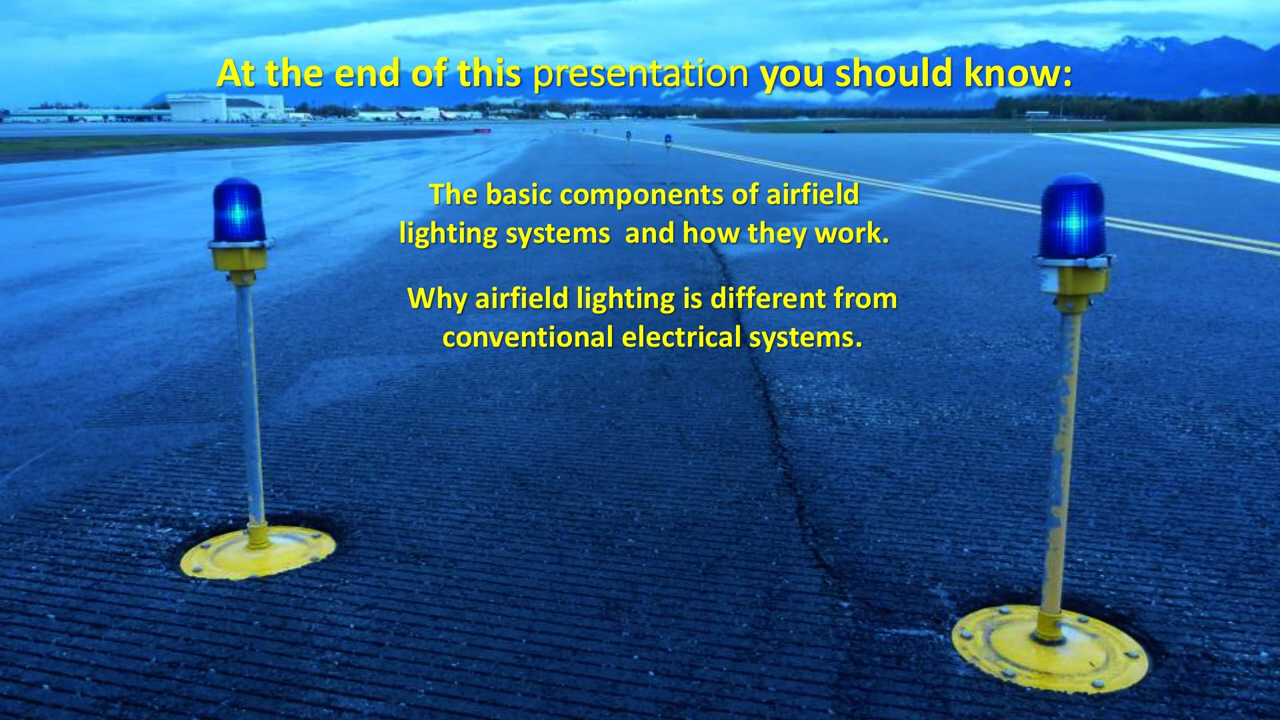 At the end of this presentation you should know:
The basic components of airfield
lighting systems  and how they work.
Why airfield lighting is different from
conventional electrical systems.